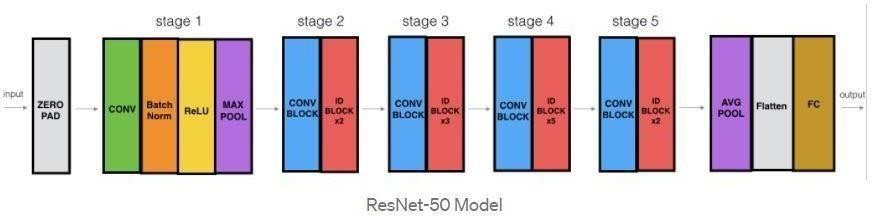 stage 1
stage 2
stage 3
stage 4
stage 5
input
ZERO
PAD
CONV
Batch
Norm
ReLU
MAX
POOL
CONV
BLOCK
ID
BLOCK
x2
CONV
BLOCK
ID
BLOCK
x3
CONV
BLOCK
ID
BLOCK
x5
CONV
BLOCK
ID
BLOCK
x2
AVG
POOL
Flatten
FC
output
ResNet-50 Model